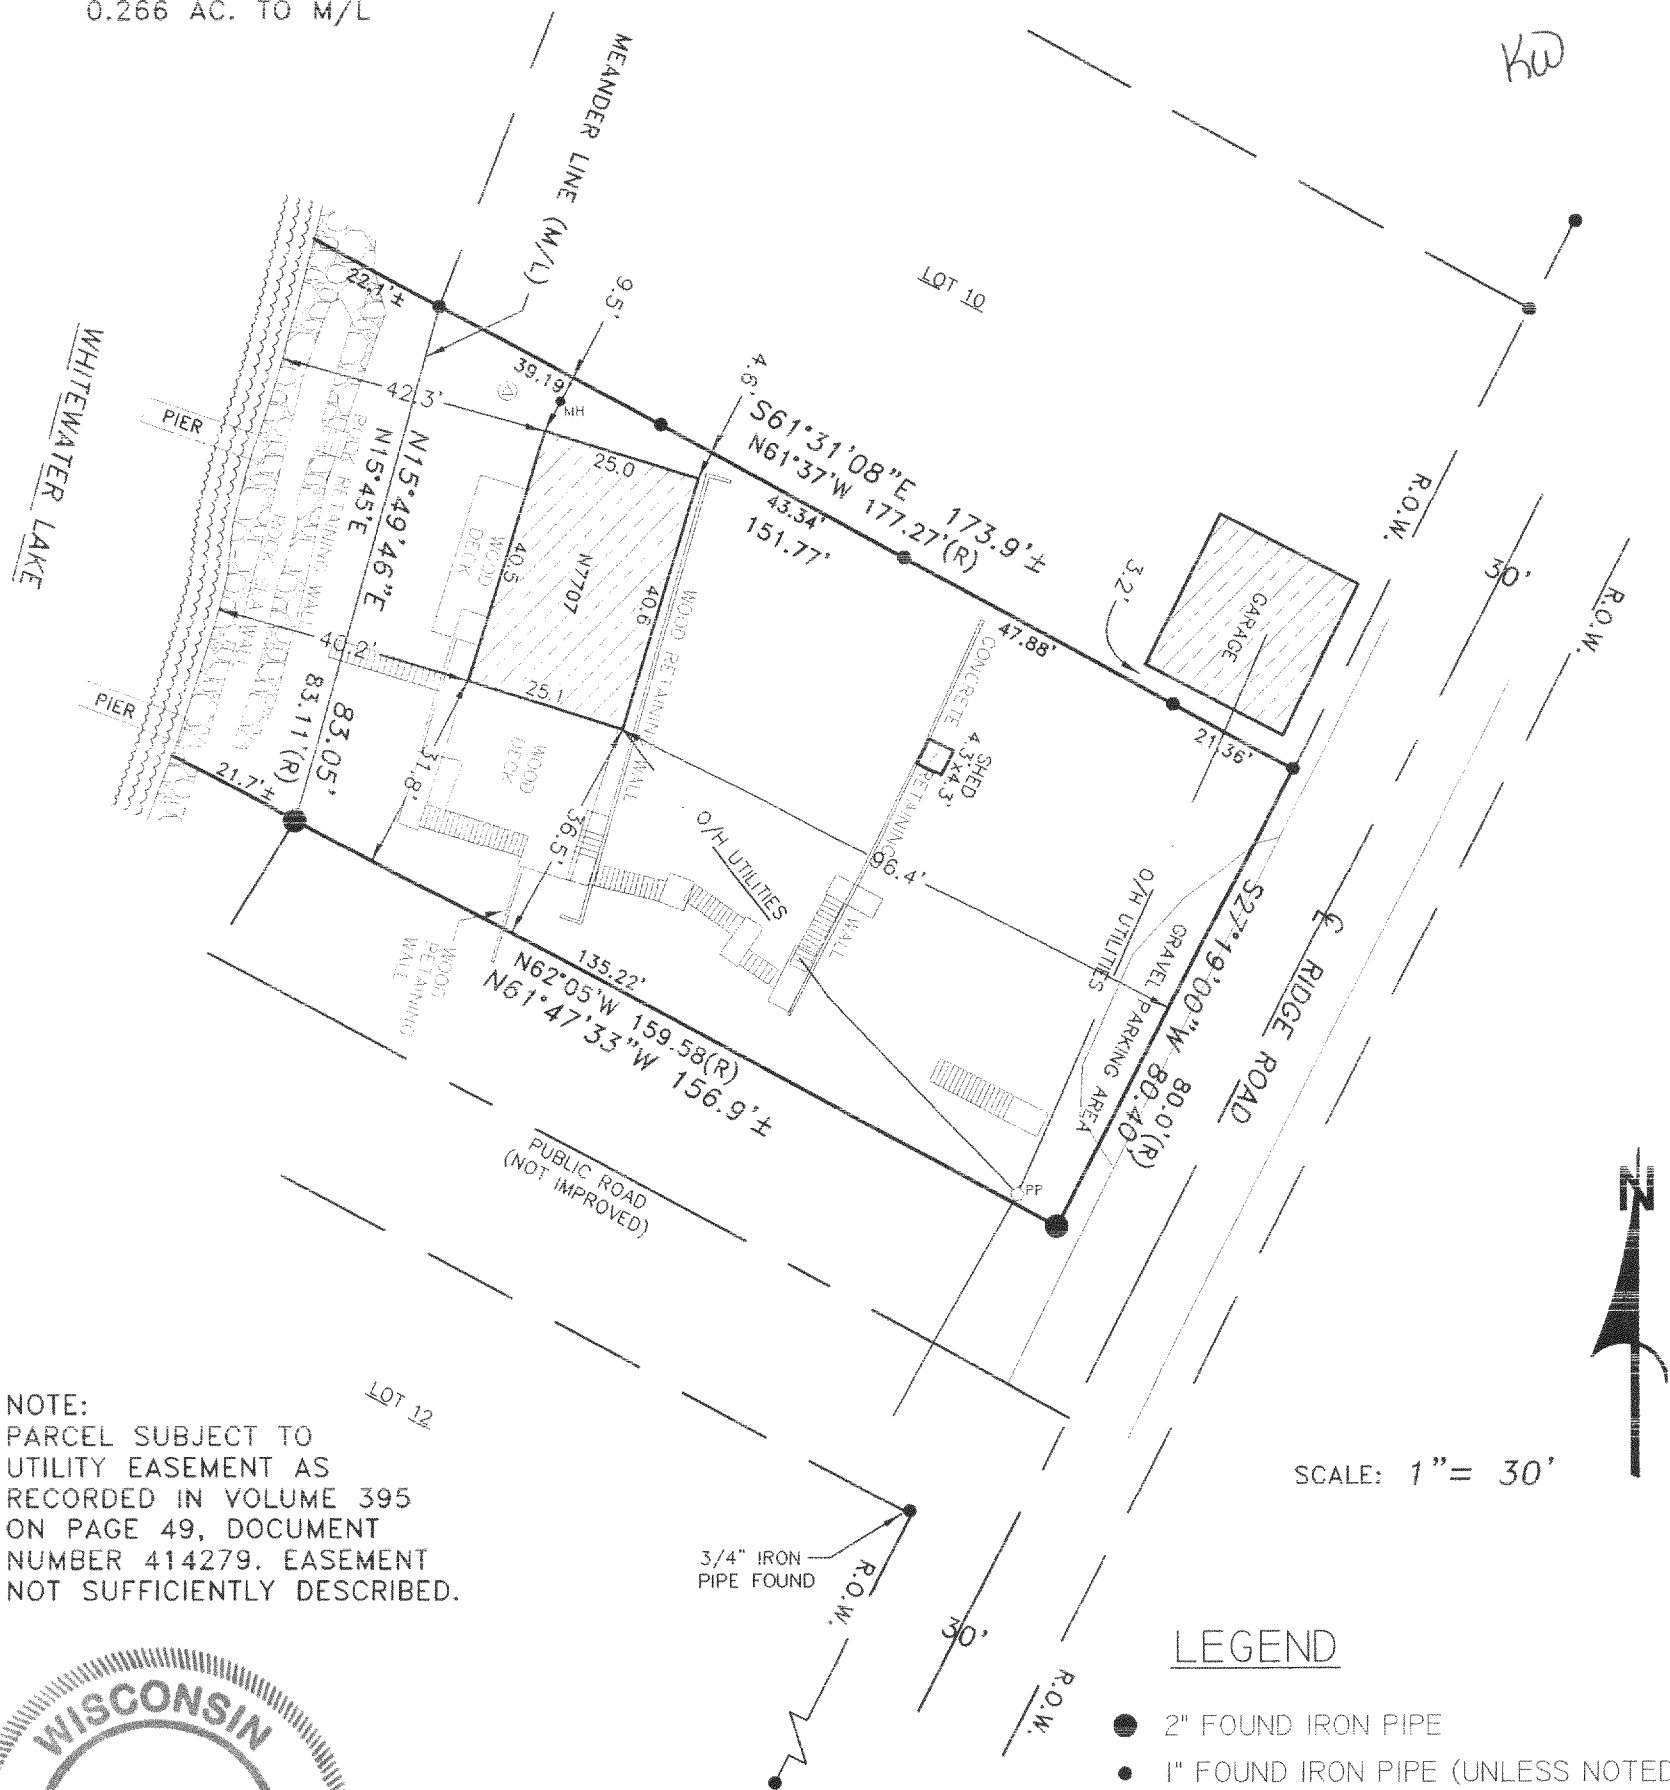 0.266 AC. TO M/L
KW
MEANDER LINE (M/L)
LOT 10
22.1'±
9.5'
39.19
MH
4.6'
S61°31'08"E 173.9'±
N61°37'W 177.27'(R)
43.34'
151.77'
WHITEWATER LAKE
PIER
42.3'
N15°49'46"E
N15°45'E
ROCK RETAINING WALL
WALL
WOOD DECK
25.0
40.5
N7707
40.6
WOOD RETAINING WALL
R.O.W.
30'
R.O.W.
GARAGE
3.2'
47.88'
21.36'
CONCRETE RETAINING WALL
SHED
4.3'x4.3'
40.2'
25.1
PIER
21.7'±
83.05'
83.11'(R)
31.8'
WOOD
DECK
36.5'
O/H UTILITIES
96.4'
O/H UTILITIES
GRAVEL PARKING AREA
S27°19'00"W 80.40'
80.0'(R)
℄ RIDGE ROAD
WOOD
RETAINING
WALL
135.22'
N62°05'W 159.58(R)
N61°47'33"W 156.9'±
PUBLIC ROAD
(NOT IMPROVED)
PP
N
LOT 12
NOTE:
PARCEL SUBJECT TO
UTILITY EASEMENT AS
RECORDED IN VOLUME 395
ON PAGE 49, DOCUMENT
NUMBER 414279. EASEMENT
NOT SUFFICIENTLY DESCRIBED.
SCALE: 1"= 30'
3/4" IRON
PIPE FOUND
R.O.W.
30'
R.O.W.
WISCONSIN
LEGEND
2" FOUND IRON PIPE
1" FOUND IRON PIPE (UNLESS NOTED